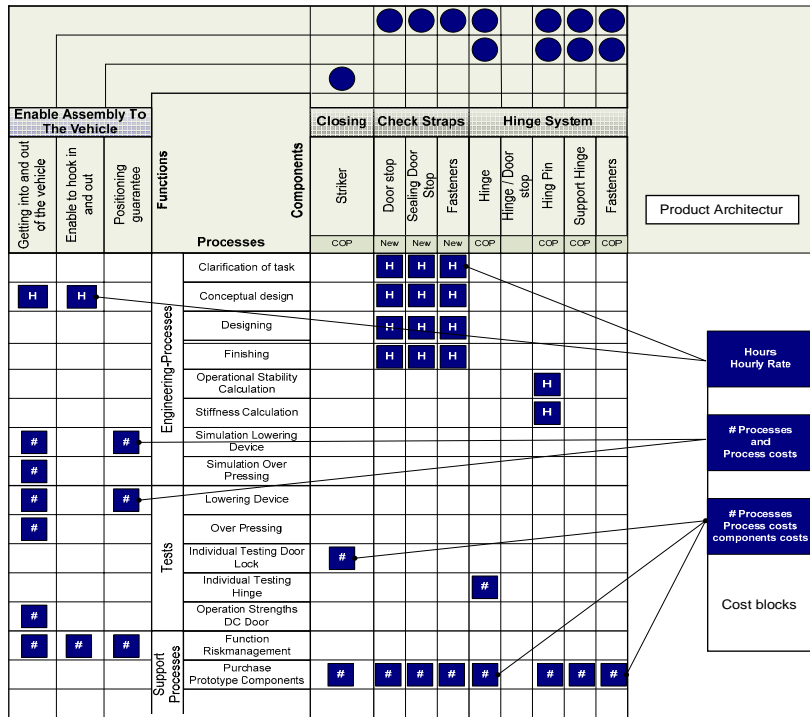 Enable Assembly To
The Vehicle
Closing
Check Straps
Hinge System
Getting into and out
of the vehicle
Enable to hook in
and out
Positioning
guarantee
Functions
Components
Processes
Striker
Door stop
Sealing Door
Stop
Fasteners
Hinge
Hinge / Door
stop
Hing Pin
Support Hinge
Fasteners
Product Architectur
COP
New
New
New
COP
COP
COP
COP
Engineering-Processes
Clarification of task
H
H
H
H
H
Conceptual design
H
H
H
Designing
H
H
H
Finishing
H
H
H
Operational Stability
Calculation
H
Stiffness Calculation
H
#
#
Simulation Lowering
Device
#
Simulation Over
Pressing
Tests
#
#
Lowering Device
#
Over Pressing
Individual Testing Door
Lock
#
Individual Testing
Hinge
#
#
Operation Strengths
DC Door
Support
Processes
#
#
#
Function
Riskmanagement
Purchase
Prototype Components
#
#
#
#
#
#
#
#
Hours
Hourly Rate
# Processes
and
Process costs
# Processes
Process costs
components costs
Cost blocks